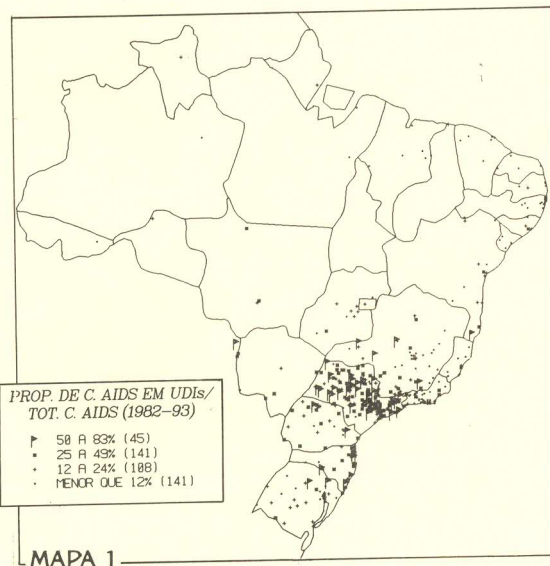 PROP. DE C. AIDS EM UDIs/
TOT. C. AIDS (1982-93)
50 A 83% (45)
25 A 49% (141)
12 A 24% (108)
MENOR QUE 12% (141)
MAPA 1